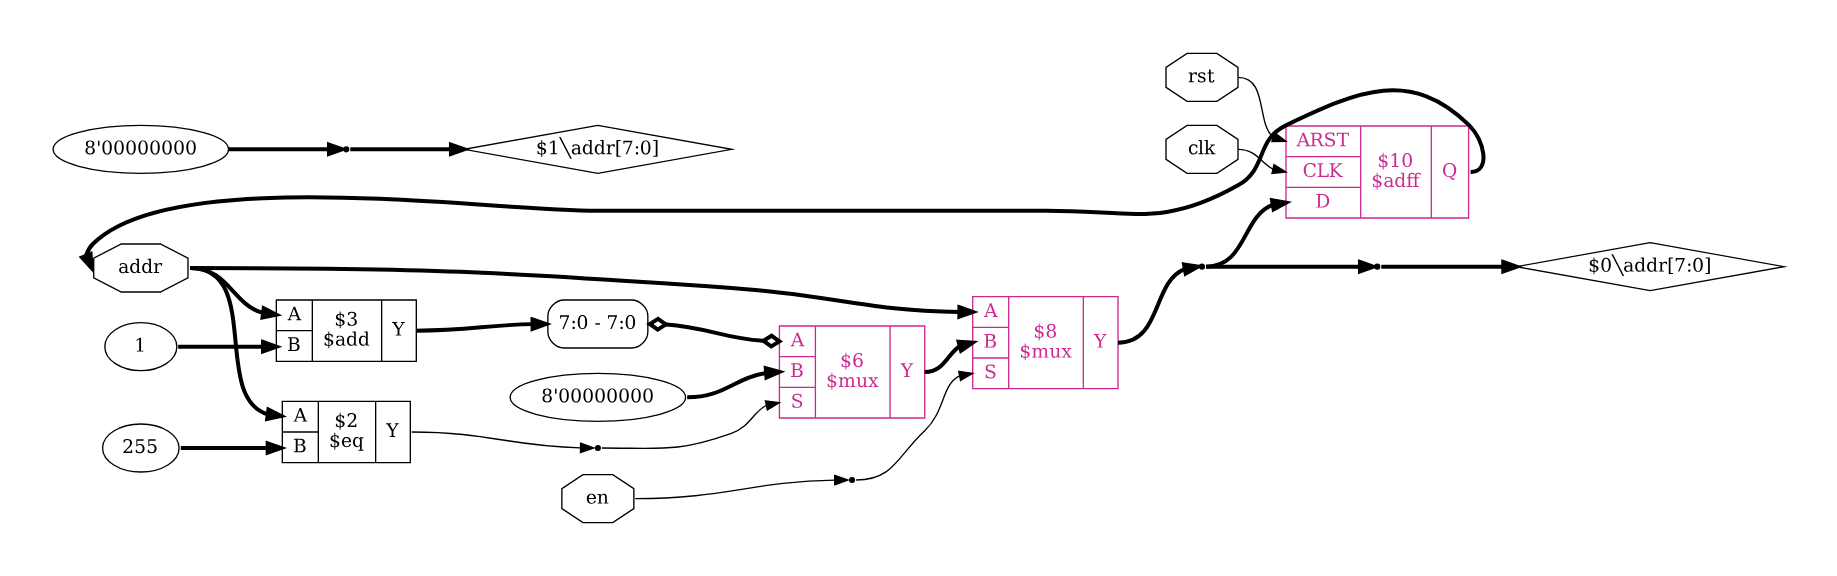 rst
clk
ARST
CLK
D
$10
$adff
Q
8'00000000
$1\addr[7:0]
addr
$0\addr[7:0]
1
A
B
$3
$add
Y
7:0 - 7:0
8'00000000
A
B
S
$6
$mux
Y
A
B
S
$8
$mux
Y
255
A
B
$2
$eq
Y
en